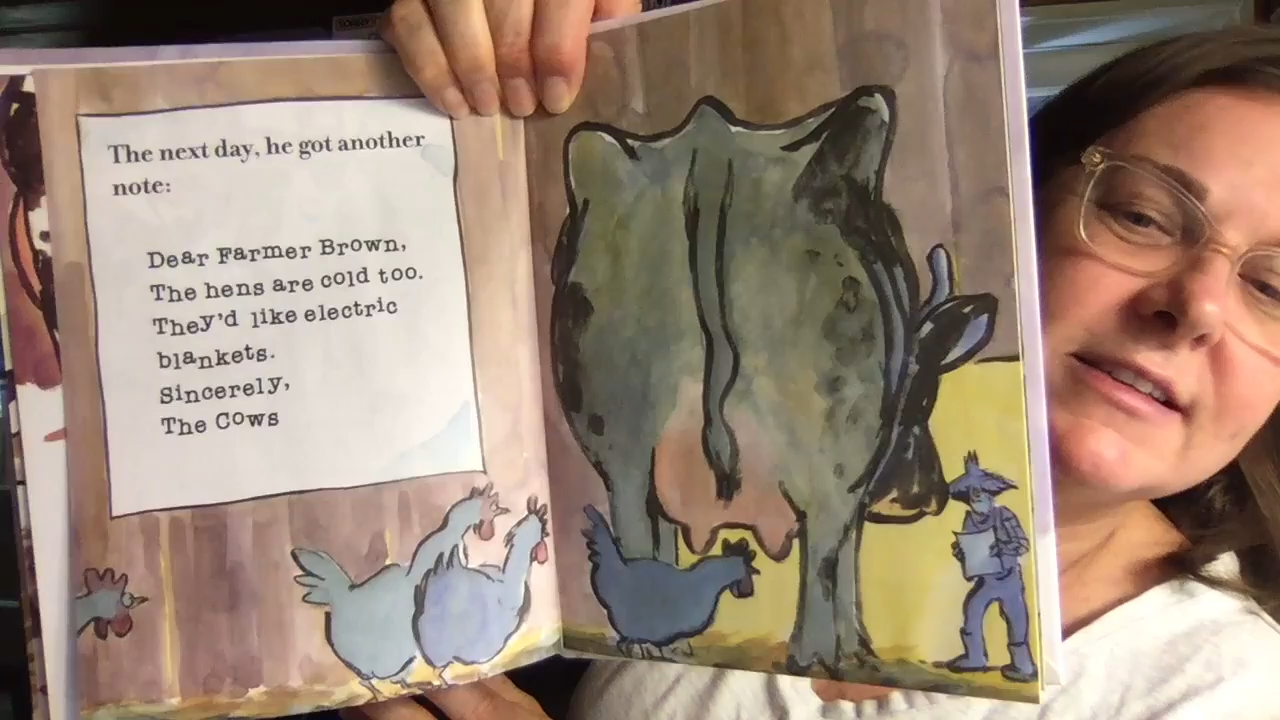 The next day, he got another
note:
Dear Farmer Brown,
The hens are cold too.
They'd like electric
blankets.
Sincerely,
The Cows